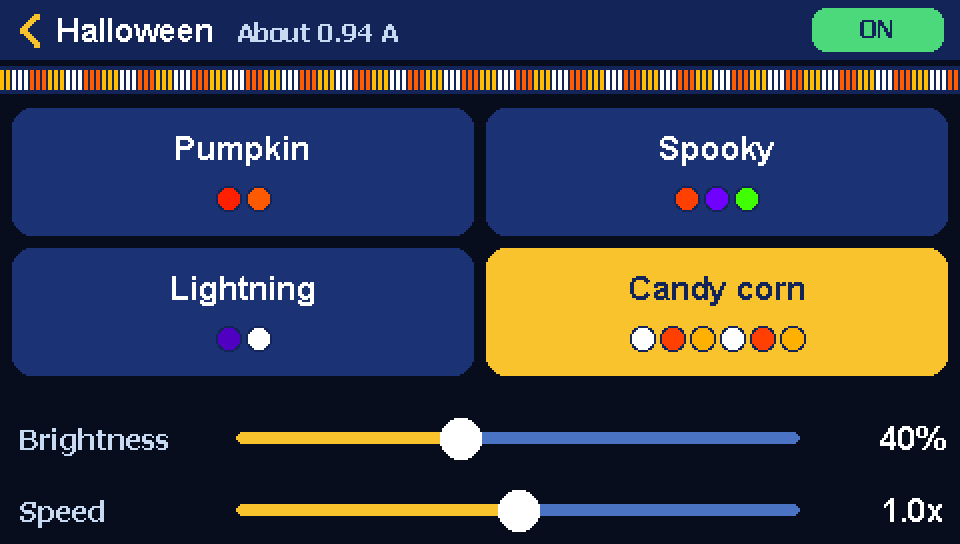 Halloween About 0.94 A ON
Pumpkin
Spooky
Lightning
Candy corn
Brightness 40%
Speed 1.0x